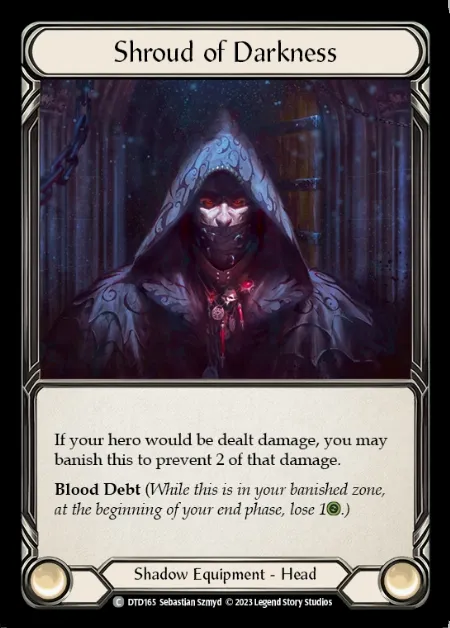 Shroud of Darkness
If your hero would be dealt damage, you may
banish this to prevent 2 of that damage.
Blood Debt (While this is in your banished zone,
at the beginning of your end phase, lose 1.)
Shadow Equipment - Head
C DTD165 Sebastian Szmyd © 2023 Legend Story Studios